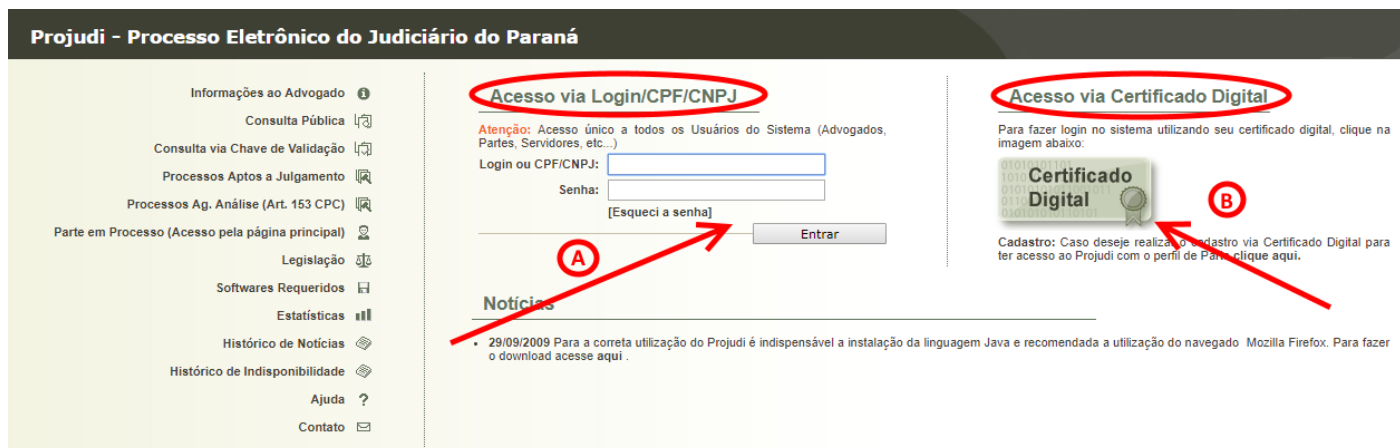 Projudi - Processo Eletrônico do Judiciário do Paraná
Informações ao Advogado
Consulta Pública
Consulta via Chave de Validação
Processos Aptos a Julgamento
Processos Ag. Análise (Art. 153 CPC)
Parte em Processo (Acesso pela página principal)
Legislação
Softwares Requeridos
Estatísticas
Histórico de Notícias
Histórico de Indisponibilidade
Ajuda
Contato
Acesso via Login/CPF/CNPJ
Atenção: Acesso único a todos os Usuários do Sistema (Advogados,
Partes, Servidores, etc...)
Login ou CPF/CNPJ:
Senha:
[Esqueci a senha]
Entrar
A
Acesso via Certificado Digital
Para fazer login no sistema utilizando seu certificado digital, clique na
imagem abaixo:
Certificado
Digital
B
Cadastro: Caso deseje realizar o cadastro via Certificado Digital para
ter acesso ao Projudi com o perfil de Parte clique aqui.
Notícias
29/09/2009 Para a correta utilização do Projudi é indispensável a instalação da linguagem Java e recomendada a utilização do navegado Mozilla Firefox. Para fazer
o download acesse aqui .